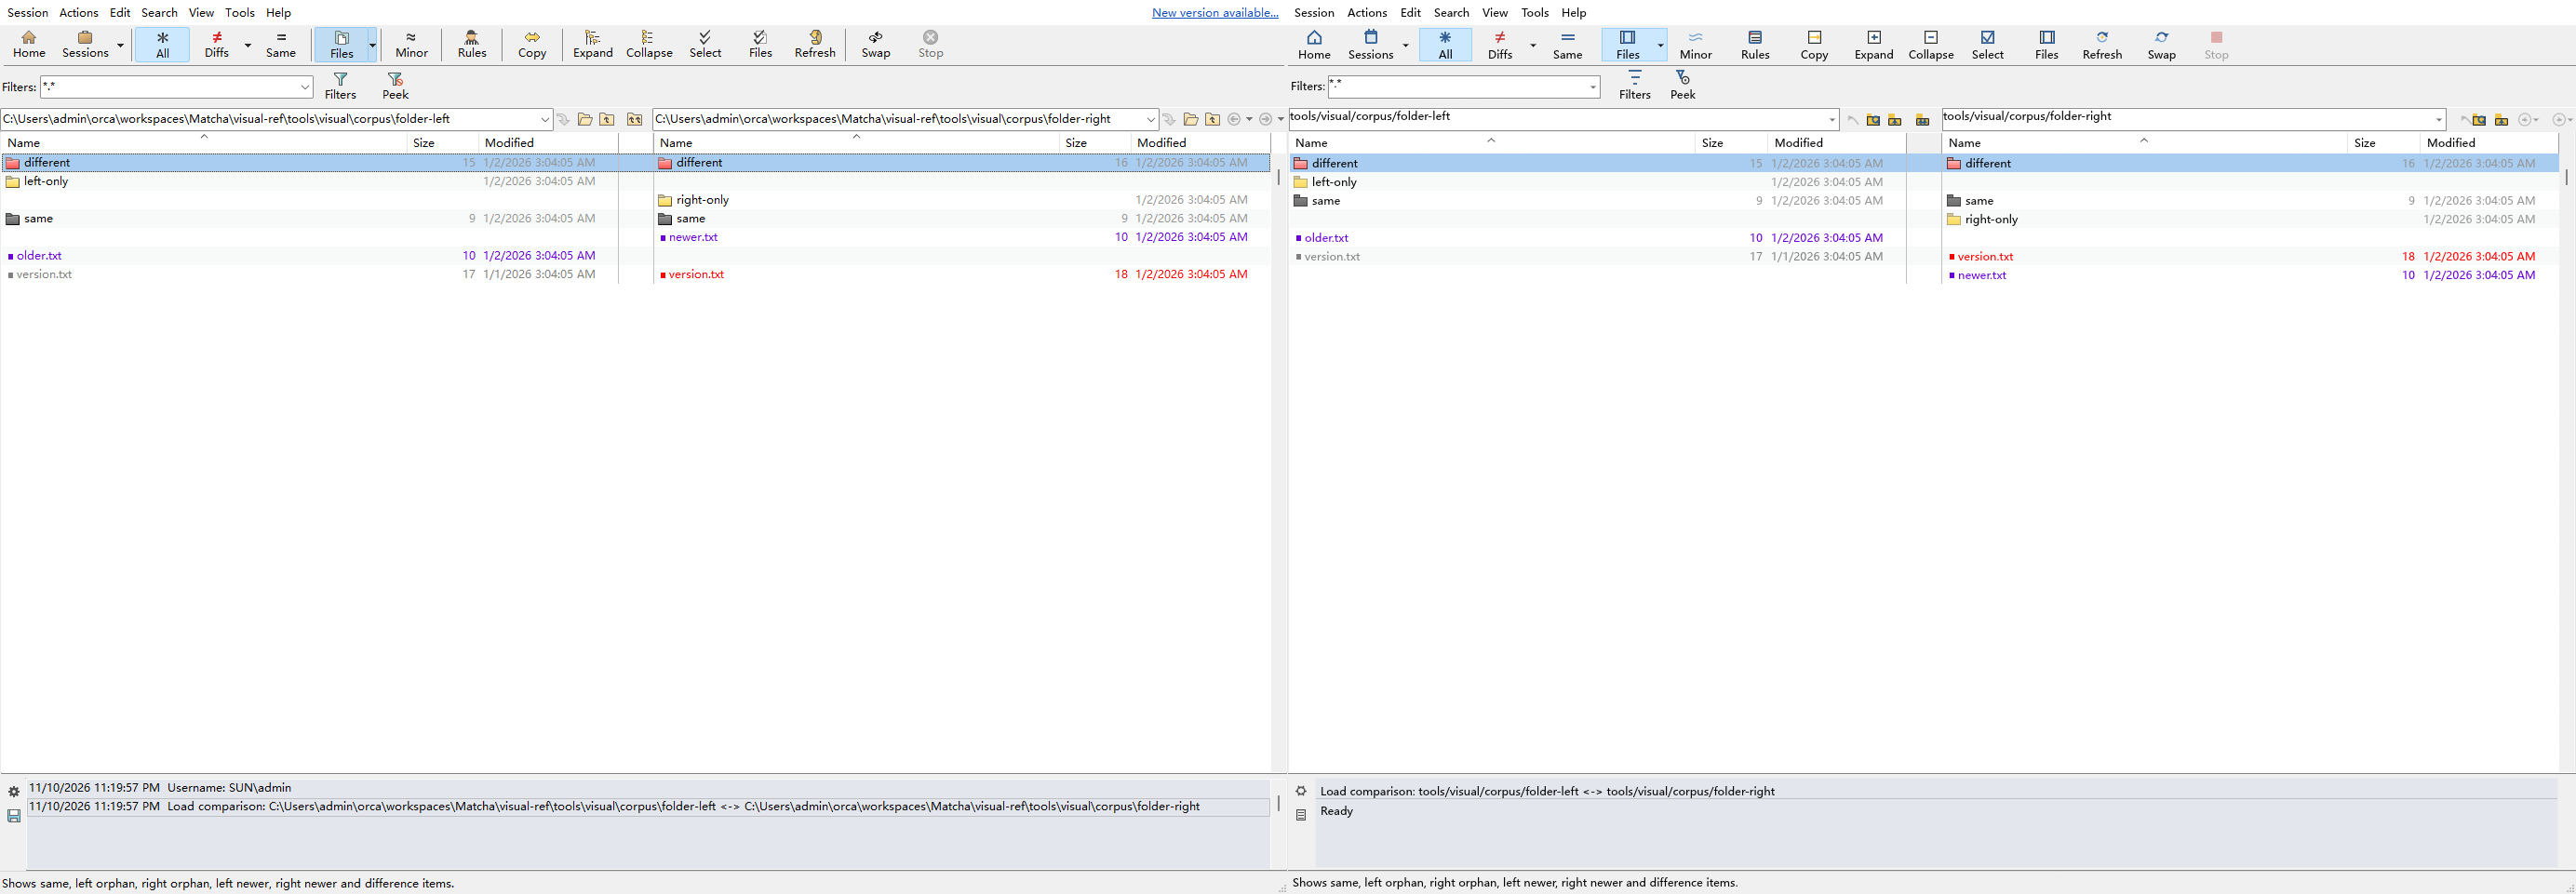 Session Actions Edit Search View Tools Help New version available...
Home Sessions All Diffs Same Files Minor Rules Copy Expand Collapse Select Files Refresh Swap Stop
Filters: *.* Filters Peek
C:\Users\admin\orca\workspaces\Matcha\visual-ref\tools\visual\corpus\folder-left C:\Users\admin\orca\workspaces\Matcha\visual-ref\tools\visual\corpus\folder-right
Name Size Modified Name Size Modified
different 15 1/2/2026 3:04:05 AM different 16 1/2/2026 3:04:05 AM
left-only 1/2/2026 3:04:05 AM
right-only 1/2/2026 3:04:05 AM
same 9 1/2/2026 3:04:05 AM same 9 1/2/2026 3:04:05 AM
newer.txt 10 1/2/2026 3:04:05 AM
older.txt 10 1/2/2026 3:04:05 AM
version.txt 17 1/1/2026 3:04:05 AM version.txt 18 1/2/2026 3:04:05 AM
11/10/2026 11:19:57 PM Username: SUN\admin
11/10/2026 11:19:57 PM Load comparison: C:\Users\admin\orca\workspaces\Matcha\visual-ref\tools\visual\corpus\folder-left <-> C:\Users\admin\orca\workspaces\Matcha\visual-ref\tools\visual\corpus\folder-right
Shows same, left orphan, right orphan, left newer, right newer and difference items.
Session Actions Edit Search View Tools Help
Home Sessions All Diffs Same Files Minor Rules Copy Expand Collapse Select Files Refresh Swap Stop
Filters: *.* Filters Peek
tools/visual/corpus/folder-left tools/visual/corpus/folder-right
Name Size Modified Name Size Modified
different 15 1/2/2026 3:04:05 AM different 16 1/2/2026 3:04:05 AM
left-only 1/2/2026 3:04:05 AM
same 9 1/2/2026 3:04:05 AM same 9 1/2/2026 3:04:05 AM
right-only 1/2/2026 3:04:05 AM
older.txt 10 1/2/2026 3:04:05 AM
version.txt 17 1/1/2026 3:04:05 AM version.txt 18 1/2/2026 3:04:05 AM
newer.txt 10 1/2/2026 3:04:05 AM
Load comparison: tools/visual/corpus/folder-left <-> tools/visual/corpus/folder-right
Ready
Shows same, left orphan, right orphan, left newer, right newer and difference items.